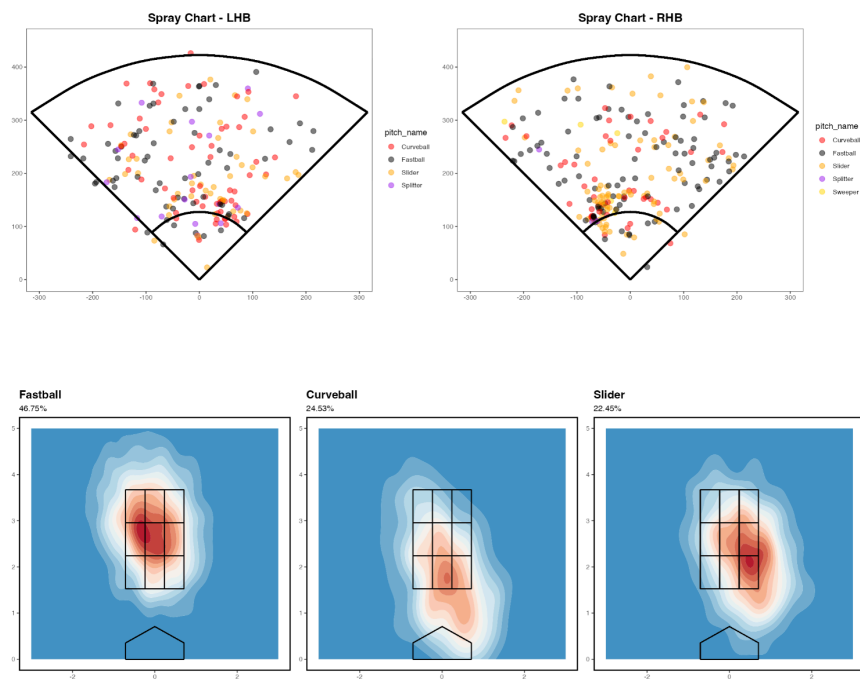 Spray Chart - LHB
400
300
200
100
0
-300 -200 -100 0 100 200 300
pitch_name
Curveball
Fastball
Slider
Splitter
Spray Chart - RHB
400
300
200
100
0
-300 -200 -100 0 100 200 300
pitch_name
Curveball
Fastball
Slider
Splitter
Sweeper
Fastball
46.75%
5
4
3
2
1
0
-2 0 2
Curveball
24.53%
5
4
3
2
1
0
-2 0 2
Slider
22.45%
5
4
3
2
1
0
-2 0 2